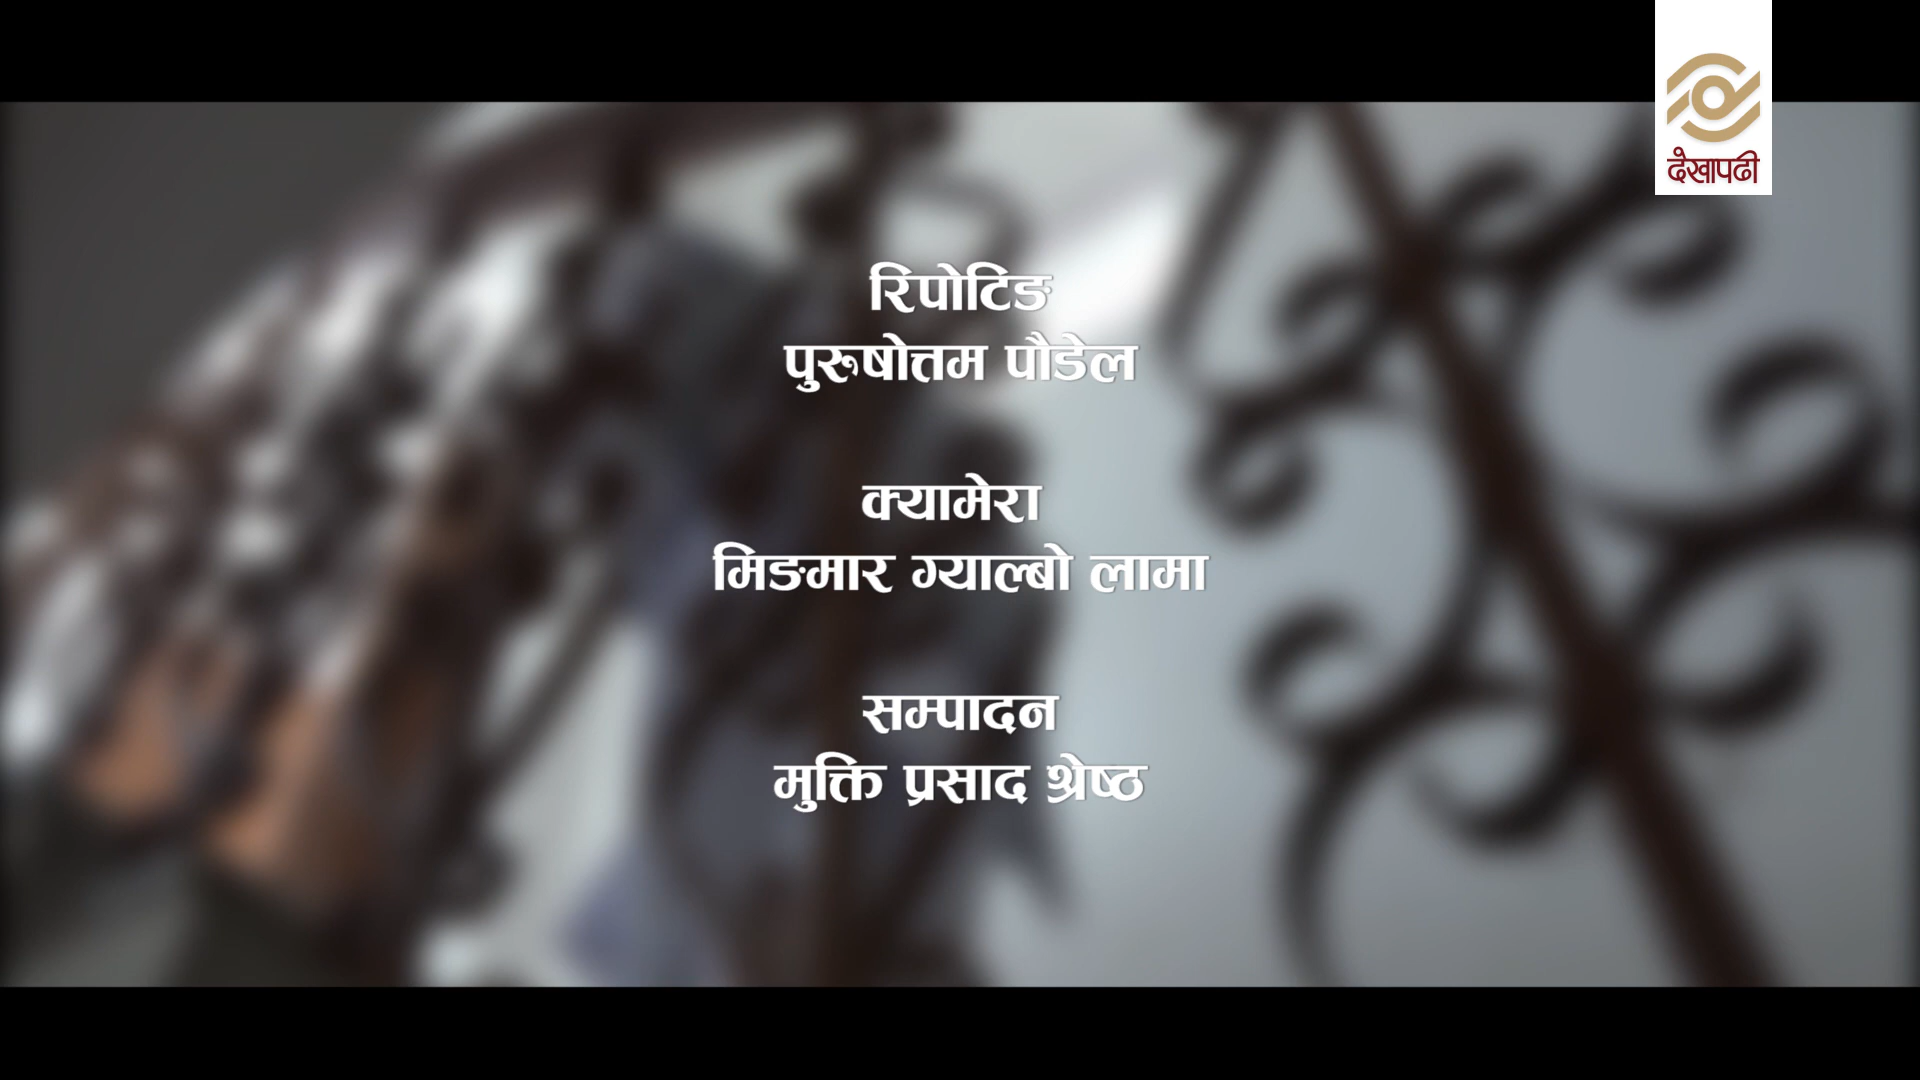 देखापढी
रिपोटिङ
पुरुषोत्तम पौडेल
क्यामेरा
मिङमार ग्याल्बो लामा
सम्पादन
मुक्ति प्रसाद श्रेष्ठ